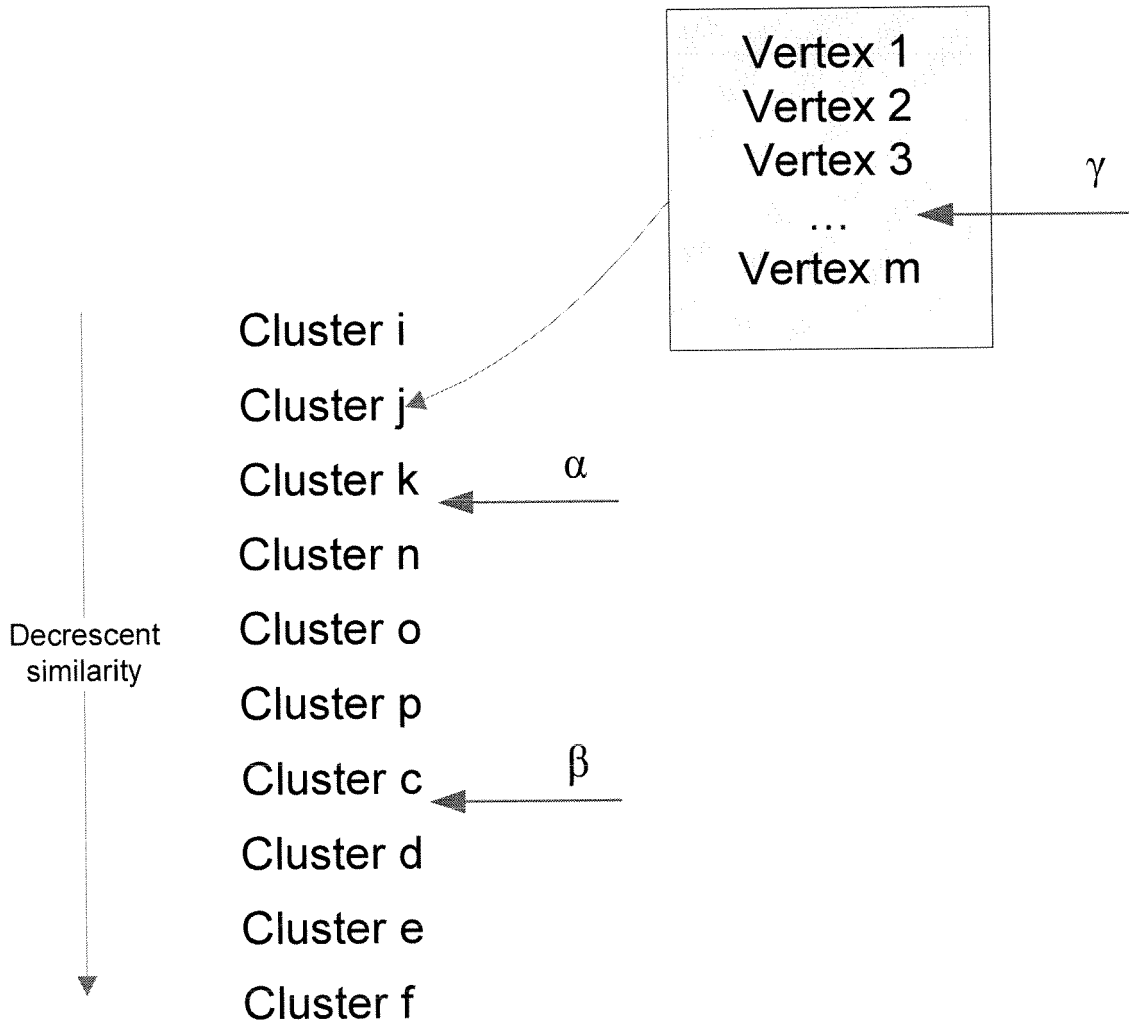 Vertex 1
Vertex 2
Vertex 3
γ
...
Vertex m
Cluster i
Cluster j
Cluster k
α
Cluster n
Cluster o
Decrescent
similarity
Cluster p
Cluster c
β
Cluster d
Cluster e
Cluster f